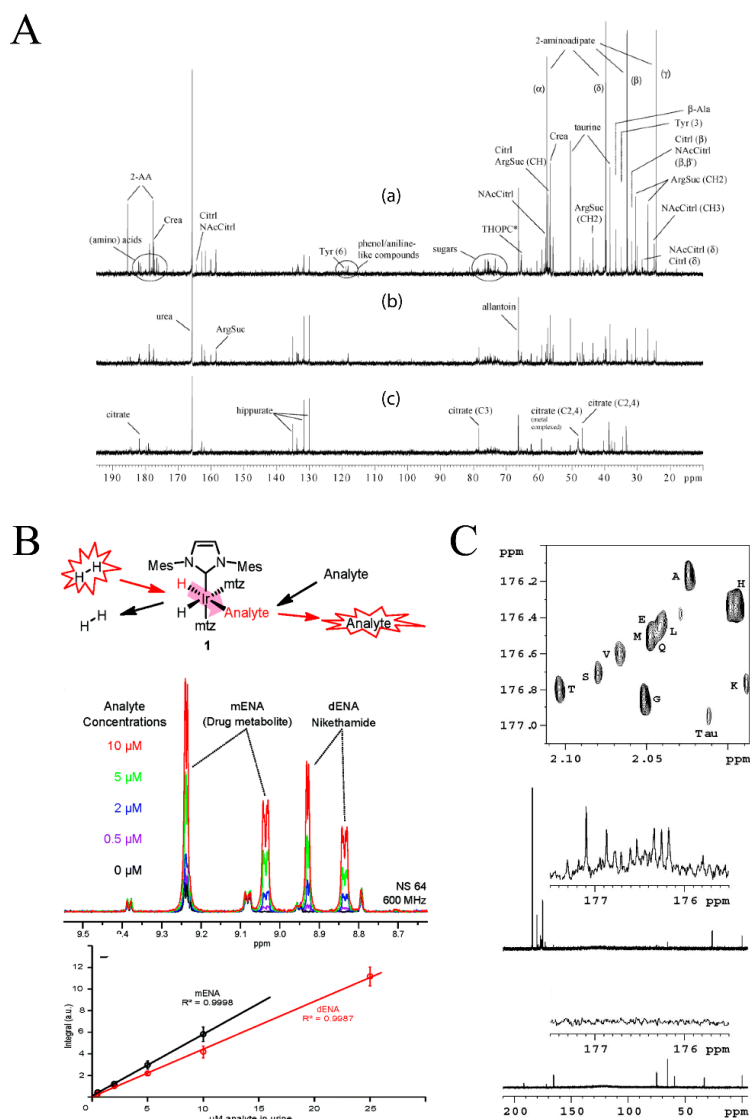 A
2-aminoadipate
(α)
(δ)
(β)
(γ)
β-Ala
Tyr (3)
Citrl (β)
NAcCitrl
(β,β')
ArgSuc (CH2)
NAcCitrl (CH3)
NAcCitrl (δ)
Citrl (δ)
taurine
Crea
Citrl
ArgSuc (CH)
NAcCitrl
THOPC*
ArgSuc
(CH2)
sugars
phenol/aniline-
like compounds
Tyr (6)
(a)
2-AA
Crea
(amino) acids
Citrl
NAcCitrl
(b)
urea
ArgSuc
allantoin
(c)
citrate
hippurate
citrate (C3)
citrate (C2,4)
(metal
complexed)
citrate (C2,4)
190 180 170 160 150 140 130 120 110 100 90 80 70 60 50 40 30 20 ppm
B
H-H
Mes N N Mes
H mtz
Ir
H Analyte
mtz
1
H-H
Analyte
Analyte
Analyte
Concentrations
10 μM
5 μM
2 μM
0.5 μM
0 μM
mENA
(Drug metabolite)
dENA
Nikethamide
NS 64
600 MHz
9.5 9.4 9.3 9.2 9.1 9.0 8.9 8.8 8.7
ppm
Integral (a.u.)
12
10
8
6
4
2
0
mENA
R² = 0.9998
dENA
R² = 0.9987
0 5 10 15 20 25
μM analyte in urine
C
ppm
176.2
176.4
176.6
176.8
177.0
A
H
E
M
L
Q
V
S
T
G
K
Tau
2.10 2.05 ppm
177 176 ppm
177 176 ppm
200 150 100 50 ppm